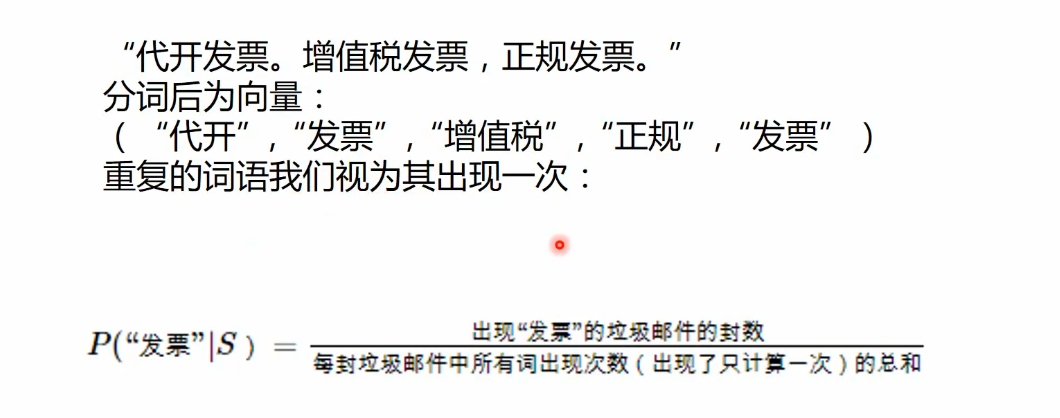 “代开发票。增值税发票，正规发票。”
分词后为向量：
（ “代开”，“发票”，“增值税”，“正规”，“发票” ）
重复的词语我们视为其出现一次：
P(“发票”|S ) = 出现“发票”的垃圾邮件的封数
每封垃圾邮件中所有词出现次数（出现了只计算一次）的总和